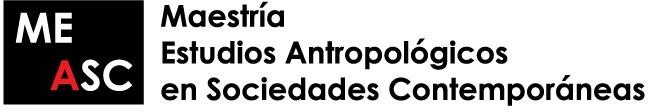 ME
ASC
Maestría
Estudios Antropológicos
en Sociedades Contemporáneas